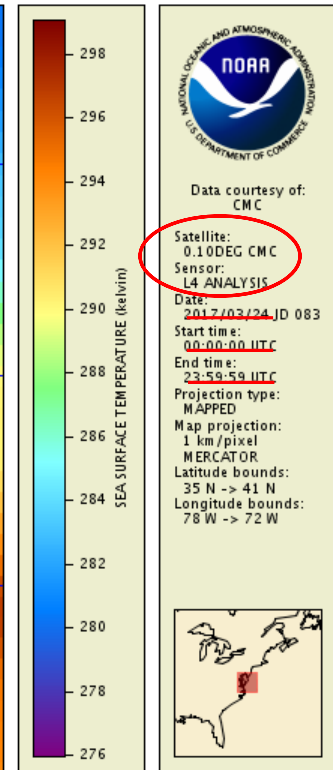 298
296
294
292
290
288
286
284
282
280
278
276
SEA SURFACE TEMPERATURE (kelvin)
NATIONAL OCEANIC AND ATMOSPHERIC ADMINISTRATION
NOAA
U.S. DEPARTMENT OF COMMERCE
Data courtesy of:
CMC
Satellite:
0.10DEG CMC
Sensor:
L4 ANALYSIS
Date:
2017/03/24 JD 083
Start time:
00:00:00 UTC
End time:
23:59:59 UTC
Projection type:
MAPPED
Map projection:
1 km/pixel
MERCATOR
Latitude bounds:
35 N -> 41 N
Longitude bounds:
78 W -> 72 W